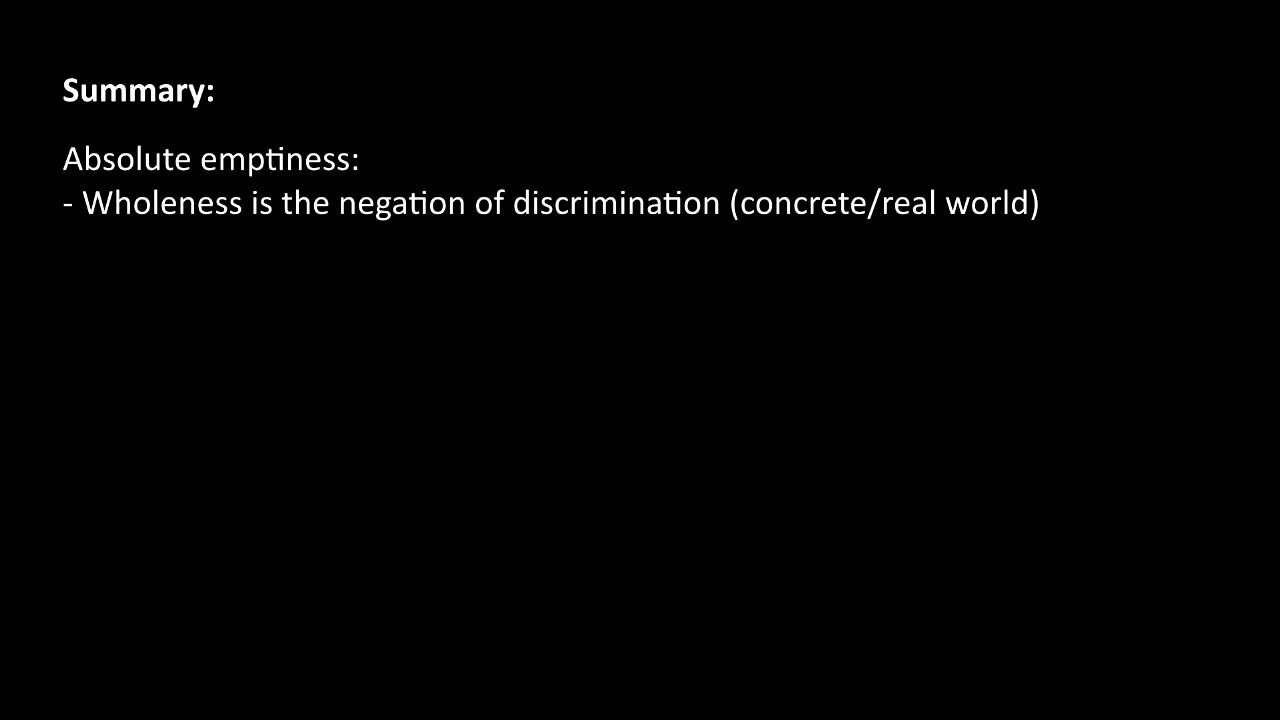 Summary:
Absolute emptiness:
- Wholeness is the negation of discrimination (concrete/real world)